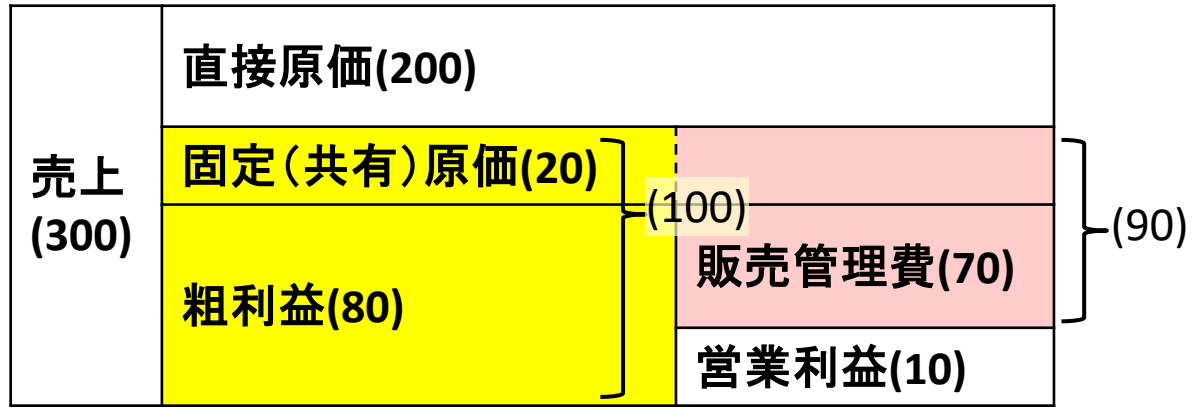 直接原価(200)
売上
(300)
固定(共有)原価(20)
(100)
(90)
粗利益(80)
販売管理費(70)
営業利益(10)